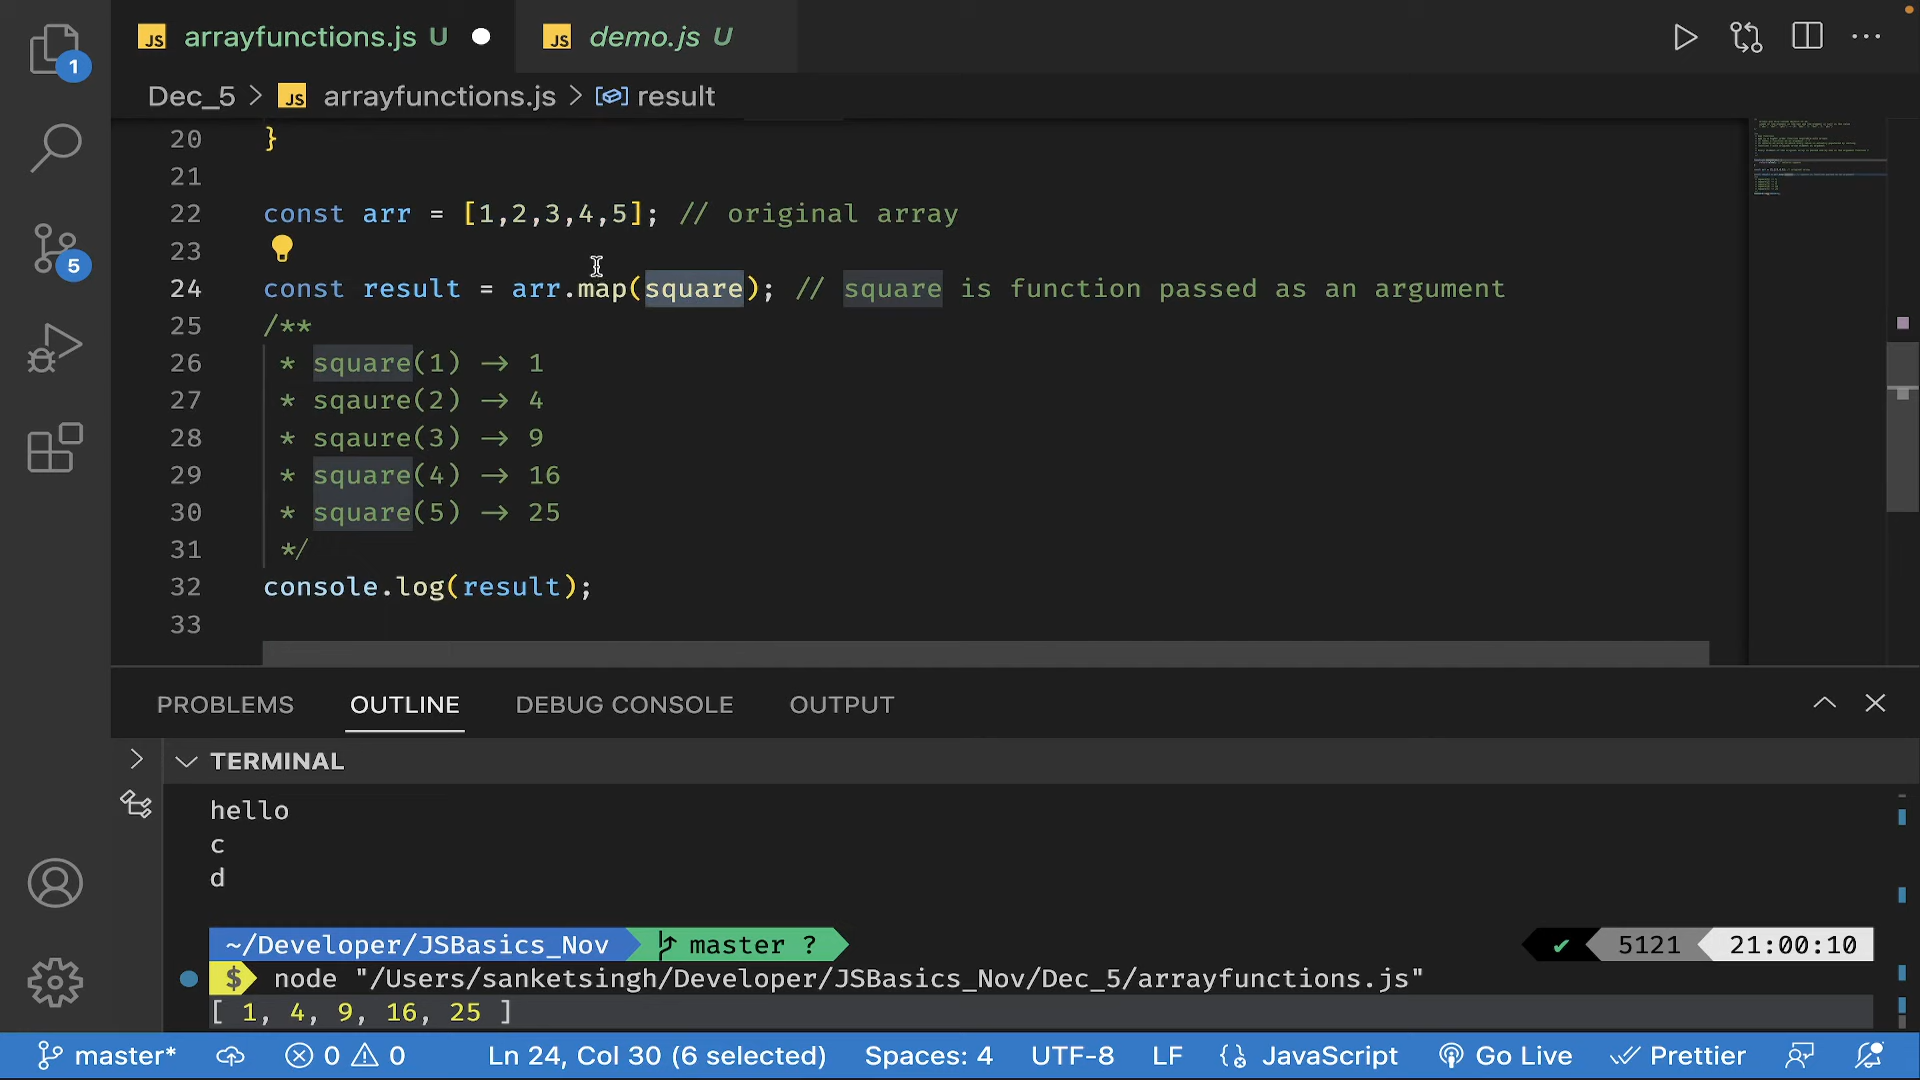 JS arrayfunctions.js U JS demo.js U
1
Dec_5 > JS arrayfunctions.js > result
20 }
21
22 const arr = [1,2,3,4,5]; // original array
23
24 const result = arr.map(square); // square is function passed as an argument
25 /**
26 * square(1) → 1
27 * sqaure(2) → 4
28 * sqaure(3) → 9
29 * square(4) → 16
30 * square(5) → 25
31 */
32 console.log(result);
33
5
PROBLEMS OUTLINE DEBUG CONSOLE OUTPUT
TERMINAL
hello
c
d
~/Developer/JSBasics_Nov master ? ✔ 5121 21:00:10
$ node "/Users/sanketsingh/Developer/JSBasics_Nov/Dec_5/arrayfunctions.js"
[ 1, 4, 9, 16, 25 ]
master* 0 0 Ln 24, Col 30 (6 selected) Spaces: 4 UTF-8 LF JavaScript Go Live Prettier